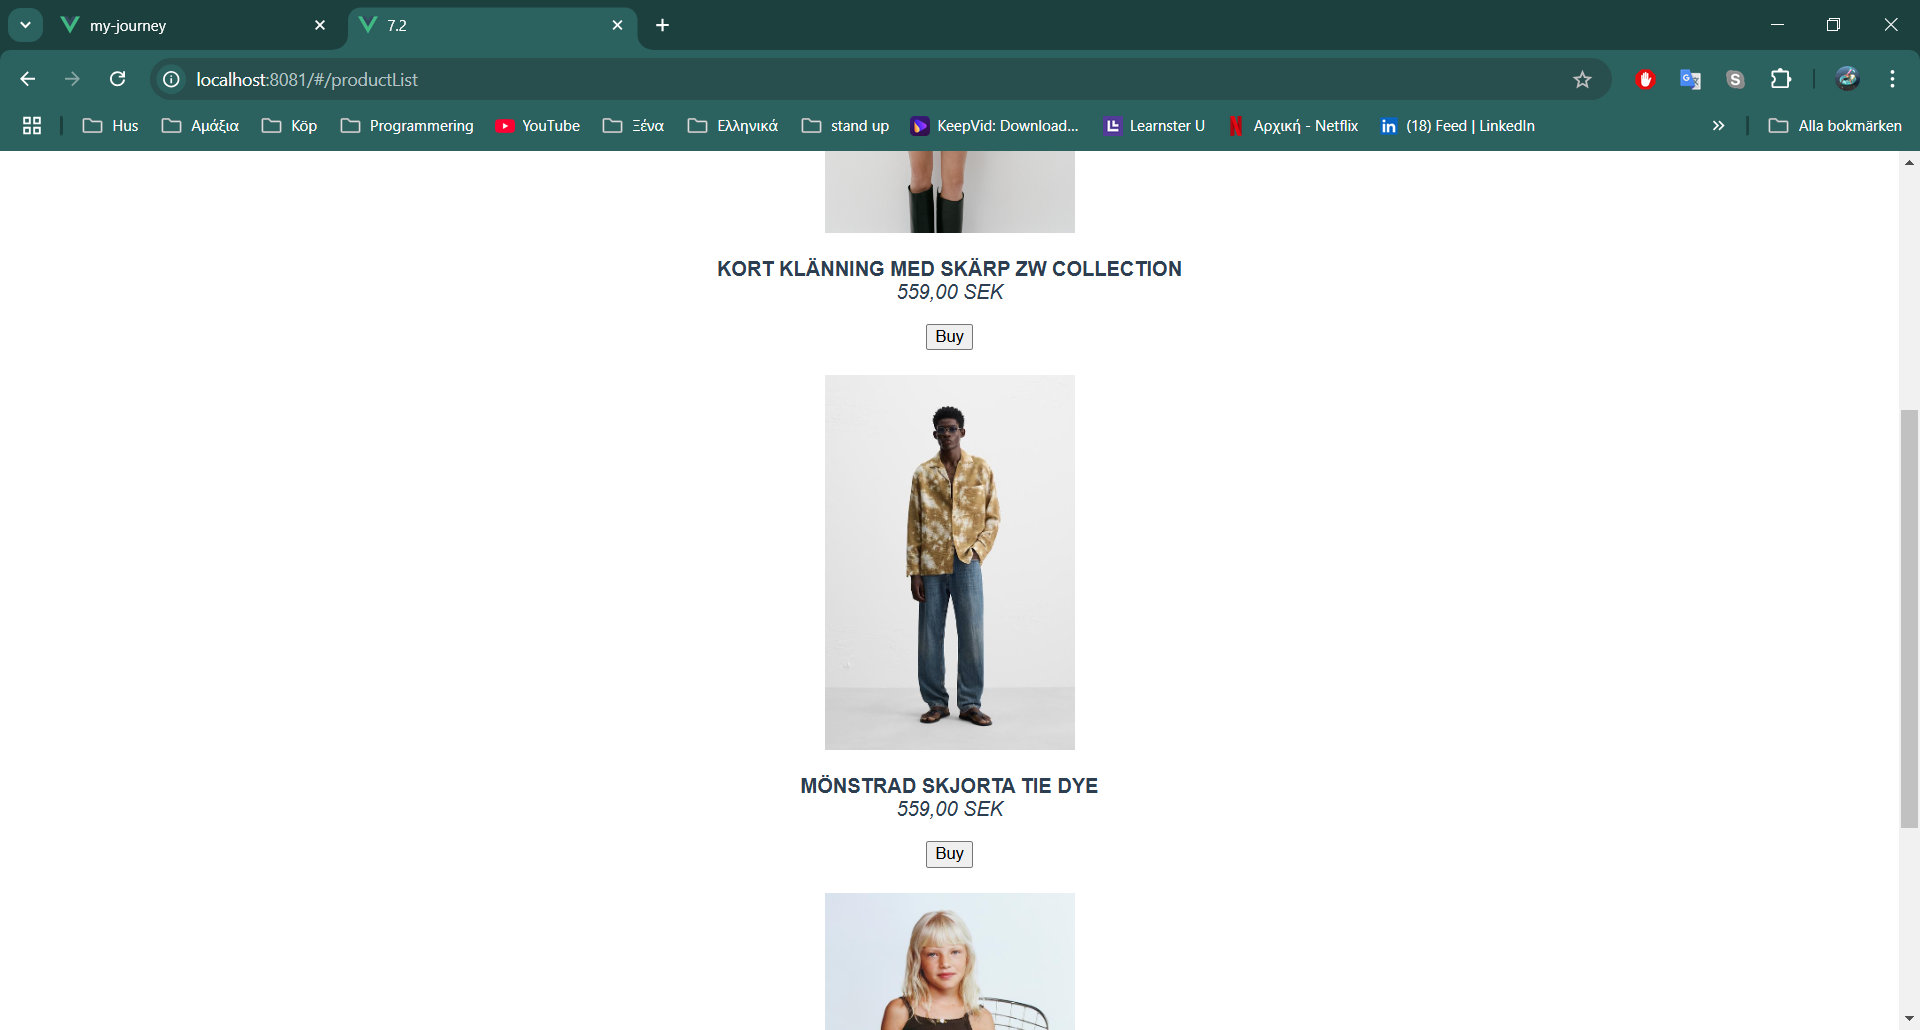 my-journey
7.2
localhost:8081/#/productList
Hus
Αμάξια
Köp
Programmering
YouTube
Ξένα
Ελληνικά
stand up
KeepVid: Download...
Learnster U
Αρχική - Netflix
(18) Feed | LinkedIn
Alla bokmärken
KORT KLÄNNING MED SKÄRP ZW COLLECTION
559,00 SEK
Buy
MÖNSTRAD SKJORTA TIE DYE
559,00 SEK
Buy